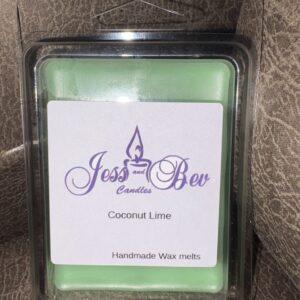 Jess and Bev
Candles
Coconut Lime
Handmade Wax melts